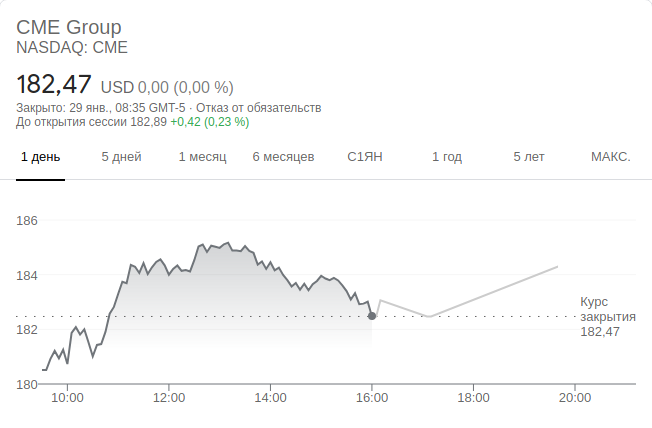 CME Group
NASDAQ: CME
182,47 USD 0,00 (0,00 %)
Закрыто: 29 янв., 08:35 GMT-5 · Отказ от обязательств
До открытия сессии 182,89 +0,42 (0,23 %)
1 день 5 дней 1 месяц 6 месяцев С1ЯН 1 год 5 лет МАКС.
186
184
Курс
закрытия
182
182,47
180
10:00 12:00 14:00 16:00 18:00 20:00